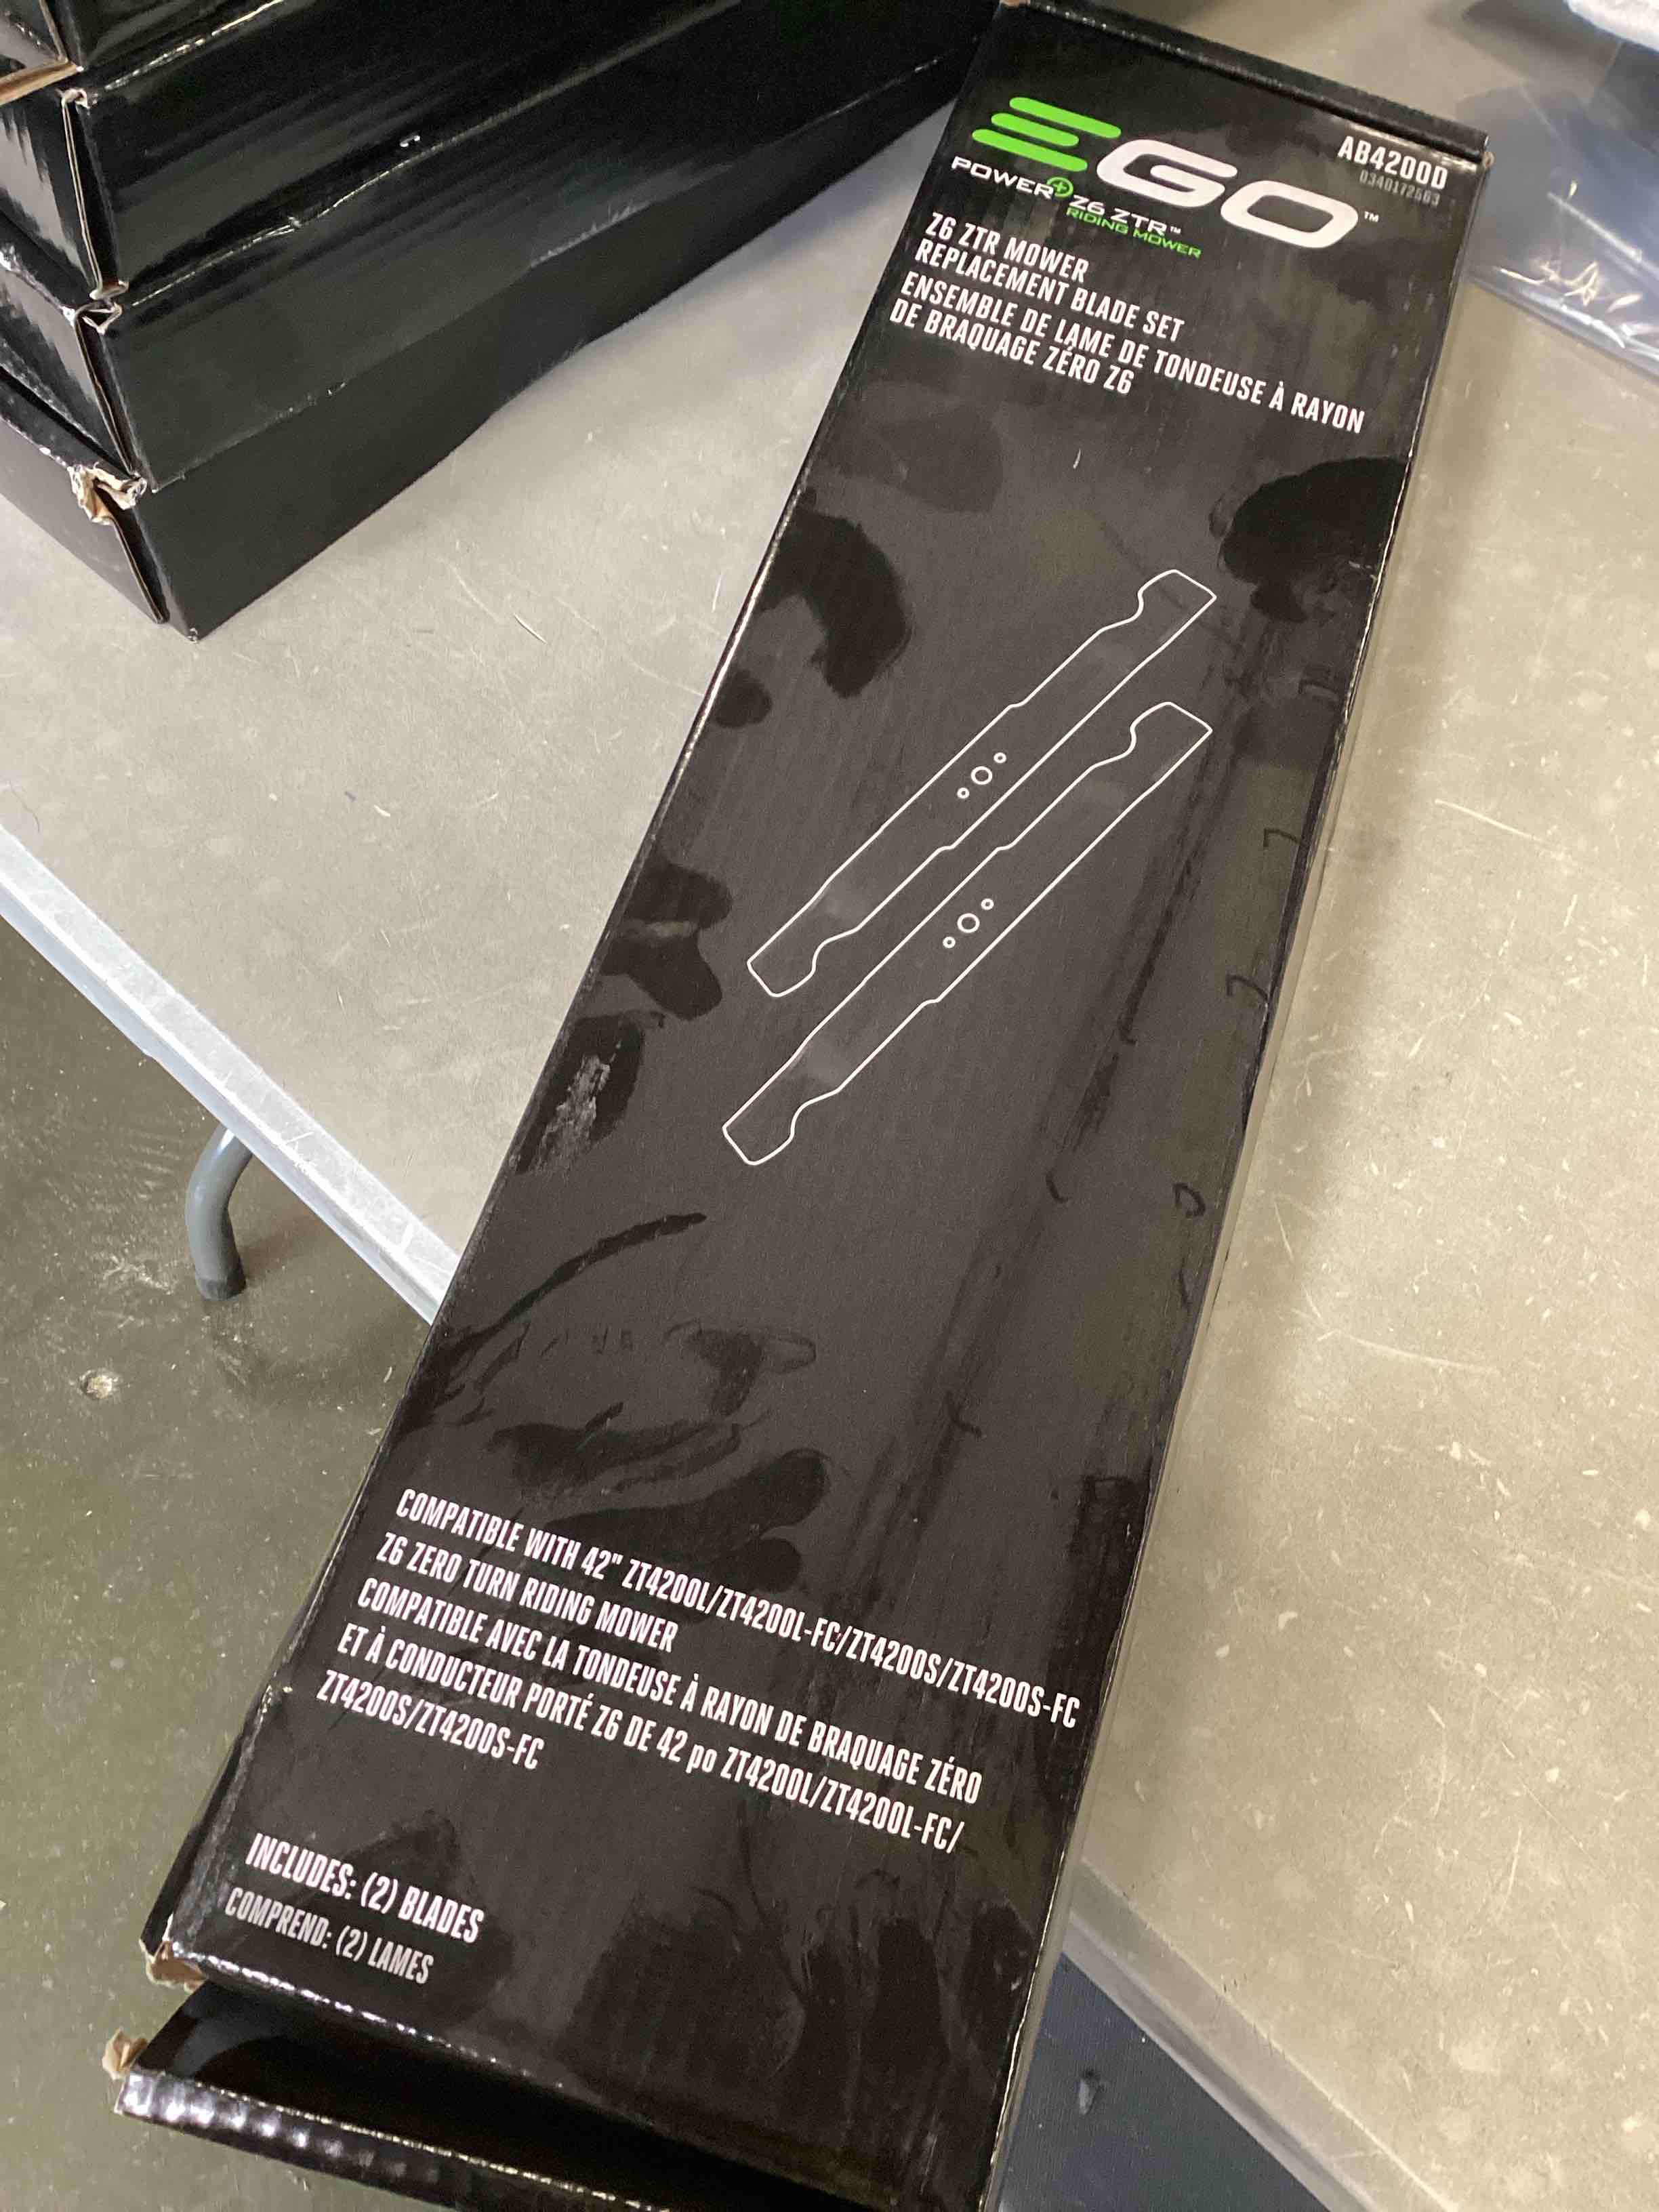 EGO™
POWER+ Z6 ZTR™
RIDING MOWER
AB4200D
0340172563
Z6 ZTR MOWER
REPLACEMENT BLADE SET
ENSEMBLE DE LAME DE TONDEUSE À RAYON
DE BRAQUAGE ZÉRO Z6
COMPATIBLE WITH 42" ZT4200L/ZT4200L-FC/ZT4200S/ZT4200S-FC
Z6 ZERO TURN RIDING MOWER
COMPATIBLE AVEC LA TONDEUSE À RAYON DE BRAQUAGE ZÉRO
ET À CONDUCTEUR PORTÉ Z6 DE 42 po ZT4200L/ZT4200L-FC/
ZT4200S/ZT4200S-FC
INCLUDES: (2) BLADES
COMPREND: (2) LAMES